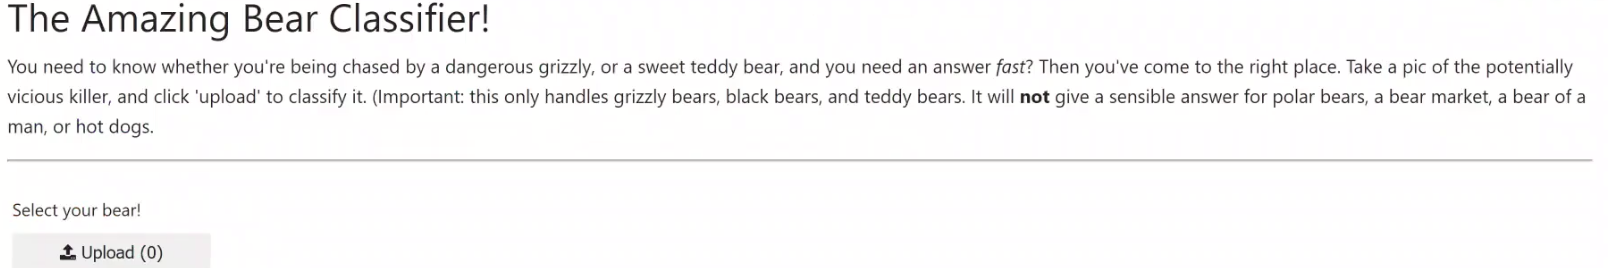 The Amazing Bear Classifier!
You need to know whether you're being chased by a dangerous grizzly, or a sweet teddy bear, and you need an answer fast? Then you've come to the right place. Take a pic of the potentially
vicious killer, and click 'upload' to classify it. (Important: this only handles grizzly bears, black bears, and teddy bears. It will not give a sensible answer for polar bears, a bear market, a bear of a
man, or hot dogs.
Select your bear!
Upload (0)